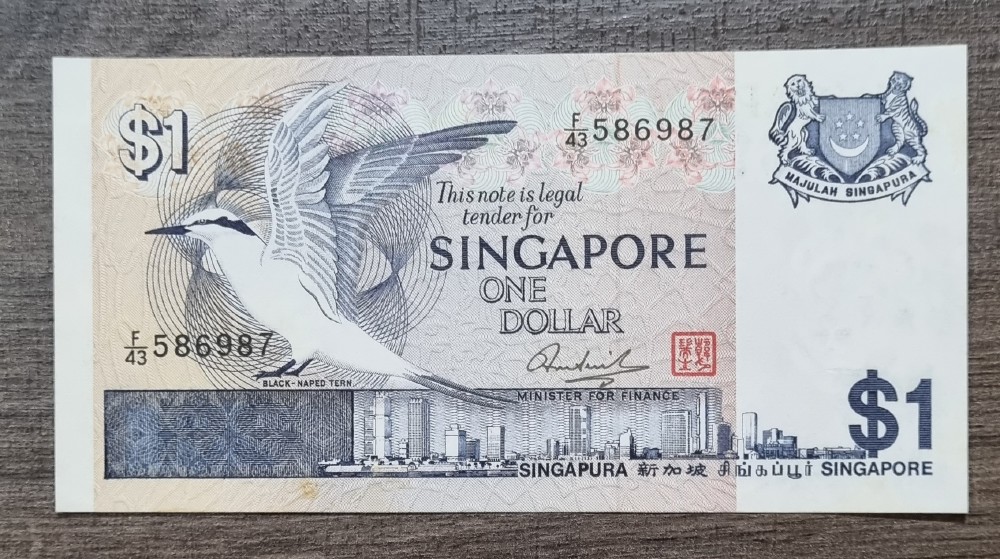 $1
F/43 586987
MAJULAH SINGAPURA
This note is legal
tender for
SINGAPORE
ONE
DOLLAR
F/43 586987
BLACK-NAPED TERN
MINISTER FOR FINANCE
$1
SINGAPURA 新加坡 சிங்கப்பூர் SINGAPORE